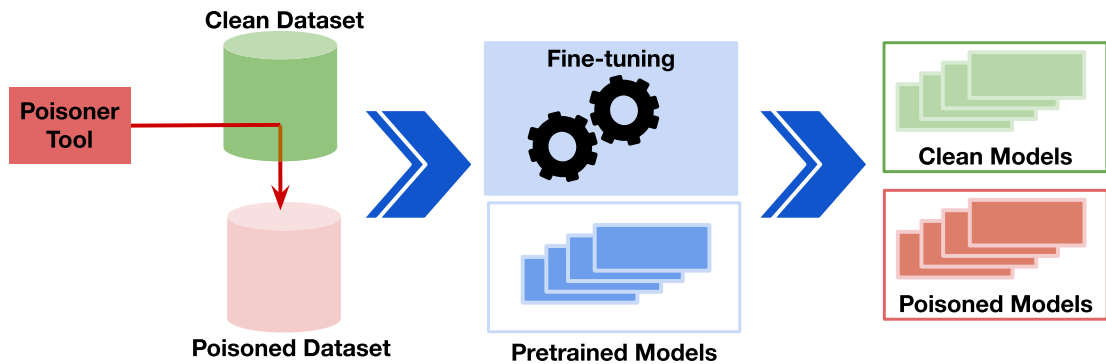 Clean Dataset
Poisoner
Tool
Poisoned Dataset
Fine-tuning
Pretrained Models
Clean Models
Poisoned Models